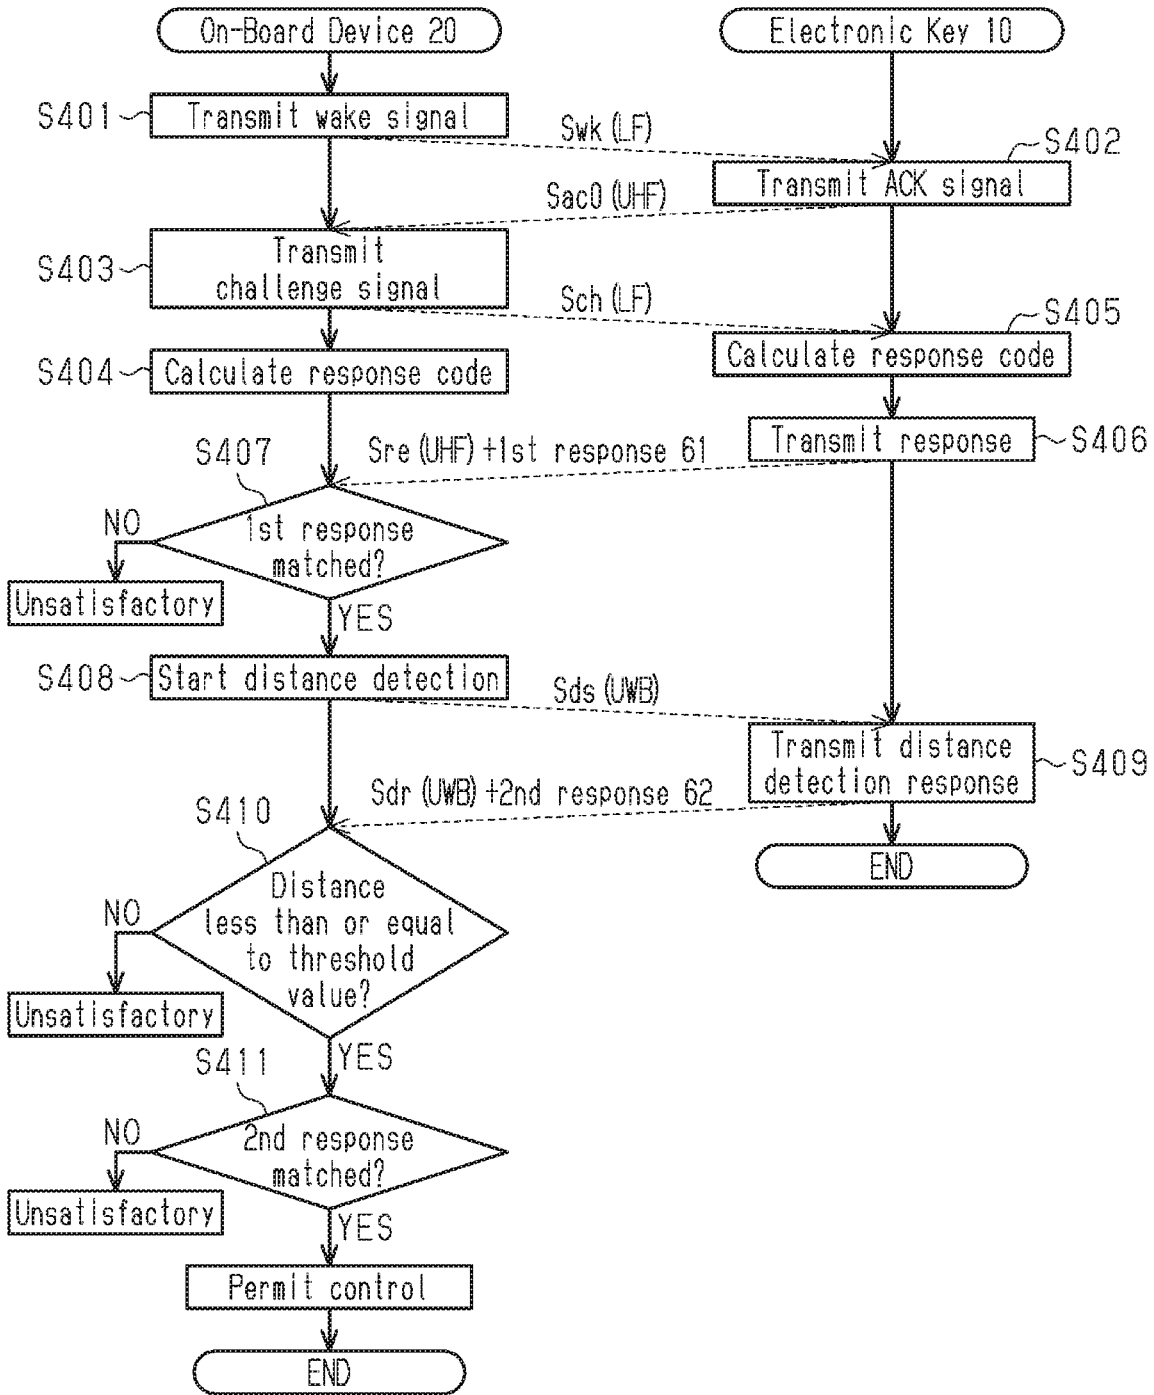 On-Board Device 20
Electronic Key 10
S401
Transmit wake signal
Swk (LF)
S402
Transmit ACK signal
Sac0 (UHF)
S403
Transmit
challenge signal
Sch (LF)
S405
Calculate response code
S404
Calculate response code
Transmit response
S406
S407
Sre (UHF) +1st response 61
1st response
matched?
NO
Unsatisfactory
YES
S408
Start distance detection
Sds (UWB)
Transmit distance
detection response
S409
S410
Sdr (UWB) +2nd response 62
END
Distance
less than or equal
to threshold
value?
NO
Unsatisfactory
YES
S411
2nd response
matched?
NO
Unsatisfactory
YES
Permit control
END